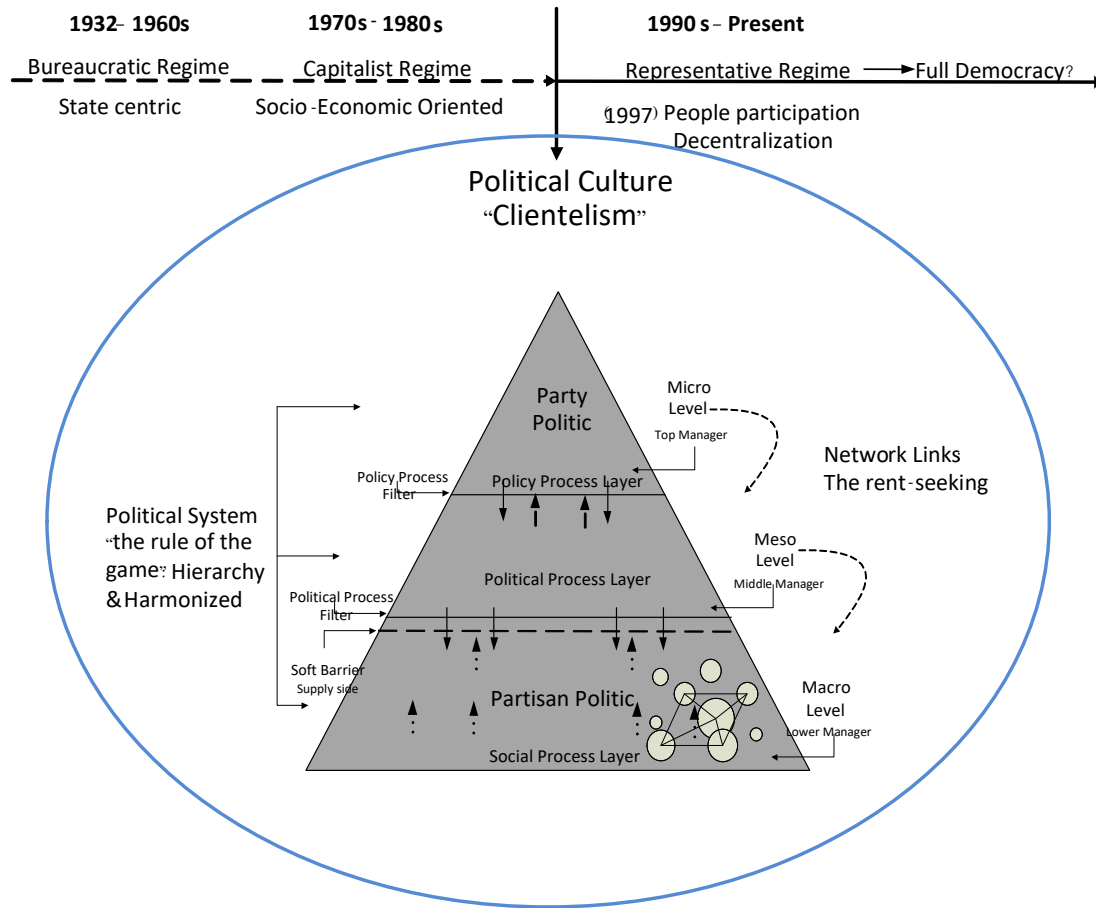 1932– 1960s
1970s - 1980s
1990 s – Present
Bureaucratic Regime
Capitalist Regime
Representative Regime
Full Democracy?
State centric
Socio -Economic Oriented
(1997) People participation
Decentralization
Political Culture
“Clientelism”
Party
Politic
Micro
Level
Top Manager
Policy Process
Filter
Policy Process Layer
Network Links
The rent-seeking
Political System
“the rule of the
game” Hierarchy
& Harmonized
Meso
Level
Middle Manager
Political Process Layer
Political Process
Filter
Soft Barrier
Supply side
Partisan Politic
Macro
Level
Lower Manager
Social Process Layer